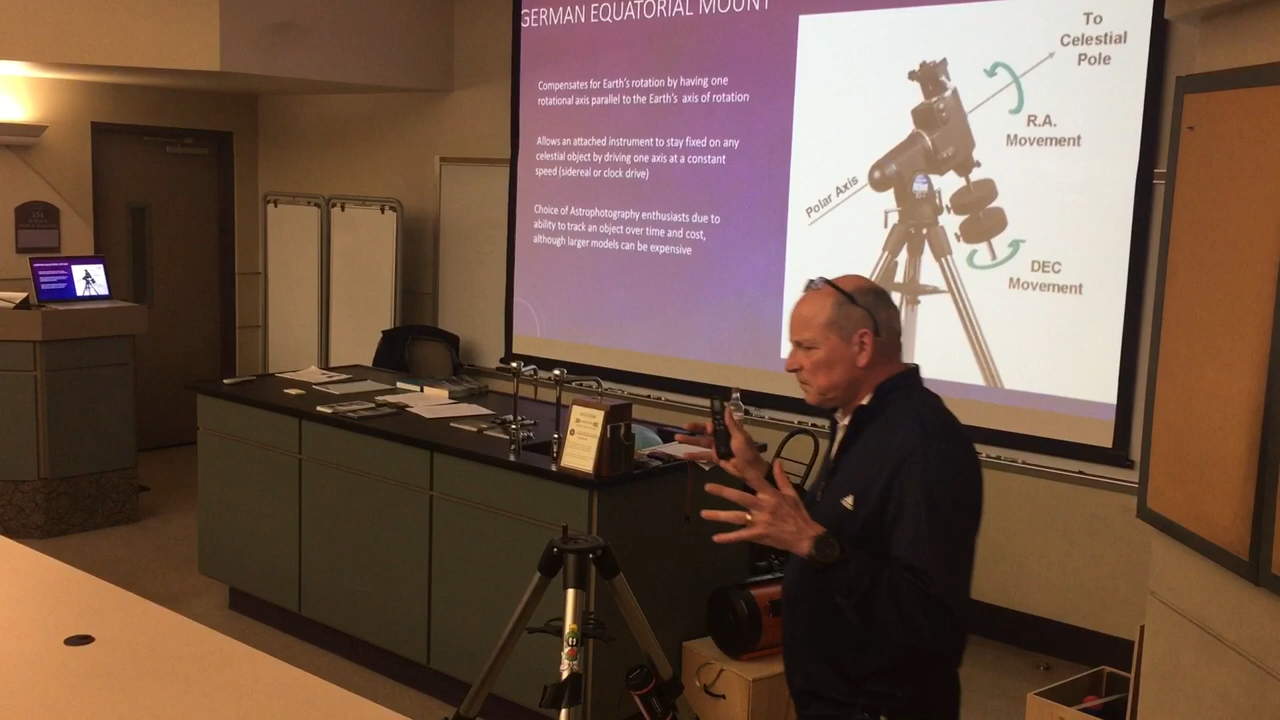 GERMAN EQUATORIAL MOUNT
Compensates for Earth's rotation by having one
rotational axis parallel to the Earth's axis of rotation
Allows an attached instrument to stay fixed on any
celestial object by driving one axis at a constant
speed (sidereal or clock drive)
Choice of Astrophotography enthusiasts due to
ability to track an object over time and cost,
although larger models can be expensive
To
Celestial
Pole
R.A.
Movement
Polar Axis
DEC
Movement